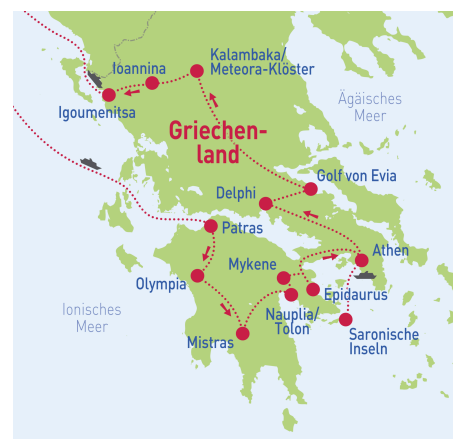 Kalambaka/
Meteora-Klöster
Ioannina
Igoumenitsa
Ägäisches
Meer
Griechen-
land
Golf von Evia
Delphi
Patras
Athen
Mykene
Olympia
Epidaurus
Nauplia/
Tolon
Ionisches
Meer
Mistras
Saronische
Inseln